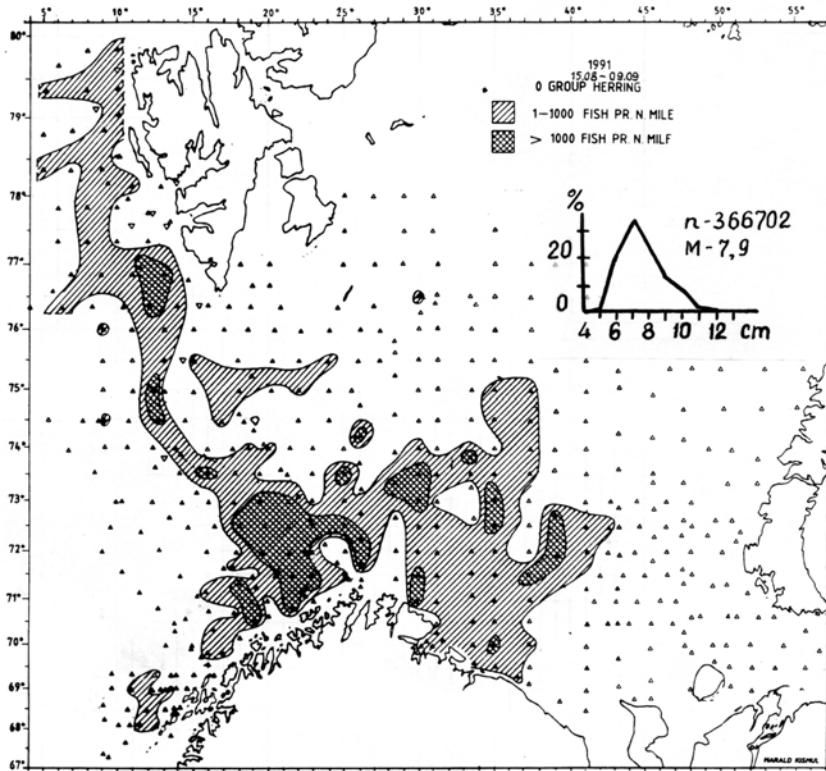 5° 10° 15° 20° 25° 30° 35° 40° 45° 50° 55°
80°
79°
78°
77°
76°
75°
74°
73°
72°
71°
70°
69°
68°
67°
1991
15.08 - 09.09
0 GROUP HERRING
1-1000 FISH PR. N. MILE
> 1000 FISH PR. N. MILE
%
20
0
4 6 8 10 12 cm
n-366702
M-7,9
HARALD KISMUL